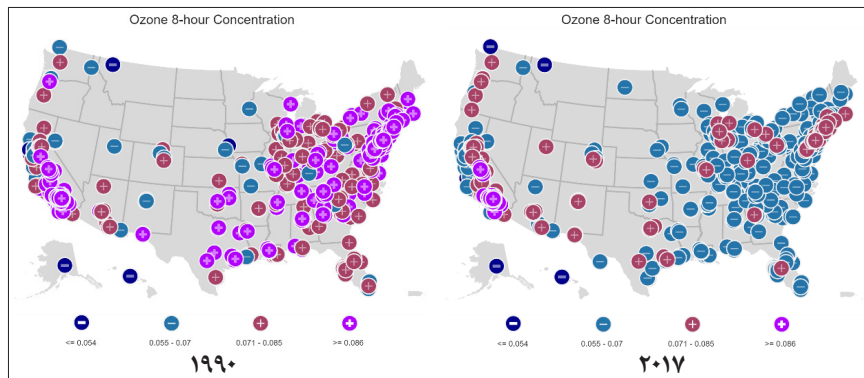 Ozone 8-hour Concentration
<= 0.054
0.055 - 0.07
0.071 - 0.085
>= 0.086
۱۹۹۰
Ozone 8-hour Concentration
<= 0.054
0.055 - 0.07
0.071 - 0.085
>= 0.086
۲۰۱۷